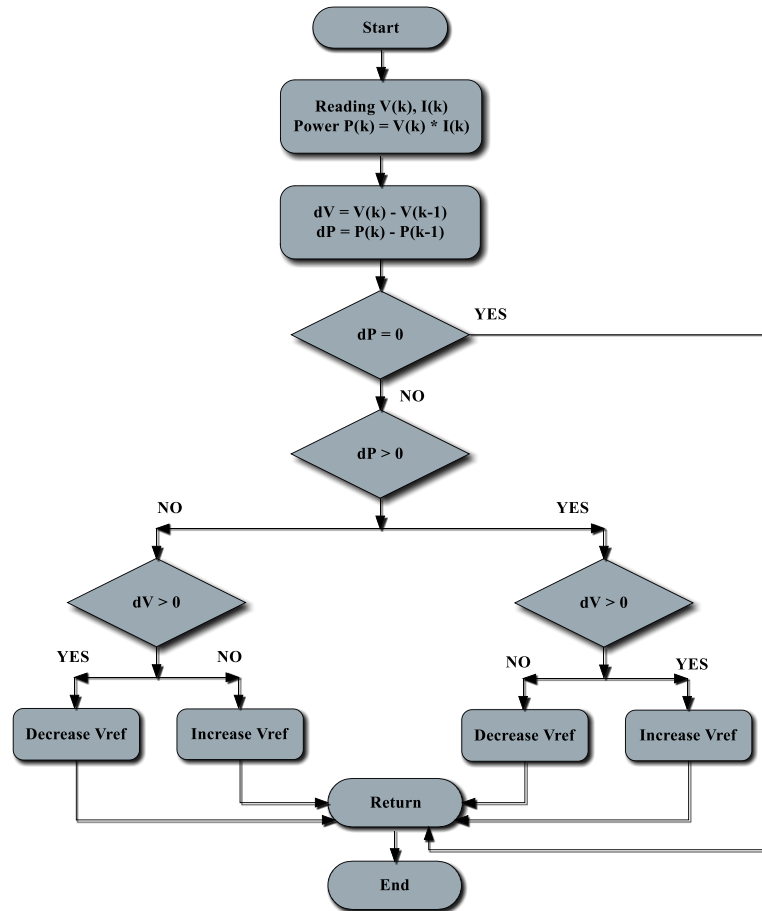 Start
Reading V(k), I(k)
Power P(k) = V(k) * I(k)
dV = V(k) - V(k-1)
dP = P(k) - P(k-1)
dP = 0
YES
NO
dP > 0
NO
YES
dV > 0
dV > 0
YES
NO
NO
YES
Decrease Vref
Increase Vref
Decrease Vref
Increase Vref
Return
End